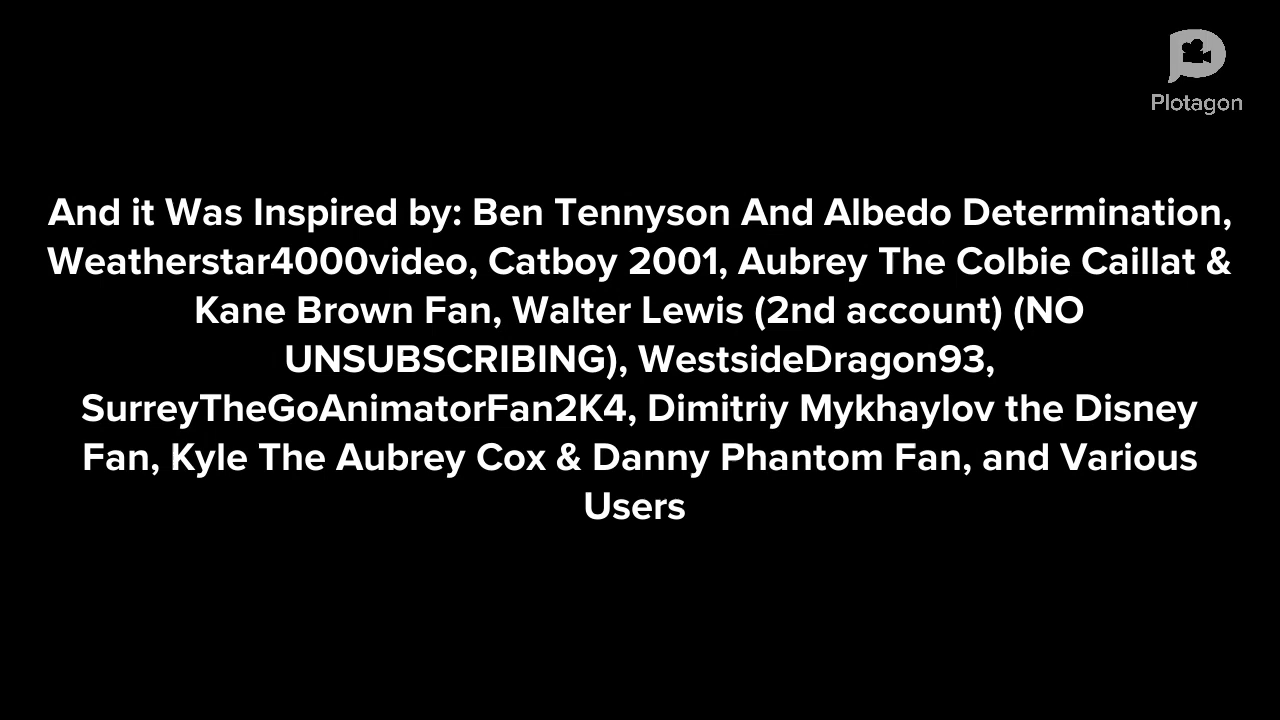 Plotagon
And it Was Inspired by: Ben Tennyson And Albedo Determination,
Weatherstar4000video, Catboy 2001, Aubrey The Colbie Caillat &
Kane Brown Fan, Walter Lewis (2nd account) (NO
UNSUBSCRIBING), WestsideDragon93,
SurreyTheGoAnimatorFan2K4, Dimitriy Mykhaylov the Disney
Fan, Kyle The Aubrey Cox & Danny Phantom Fan, and Various
Users